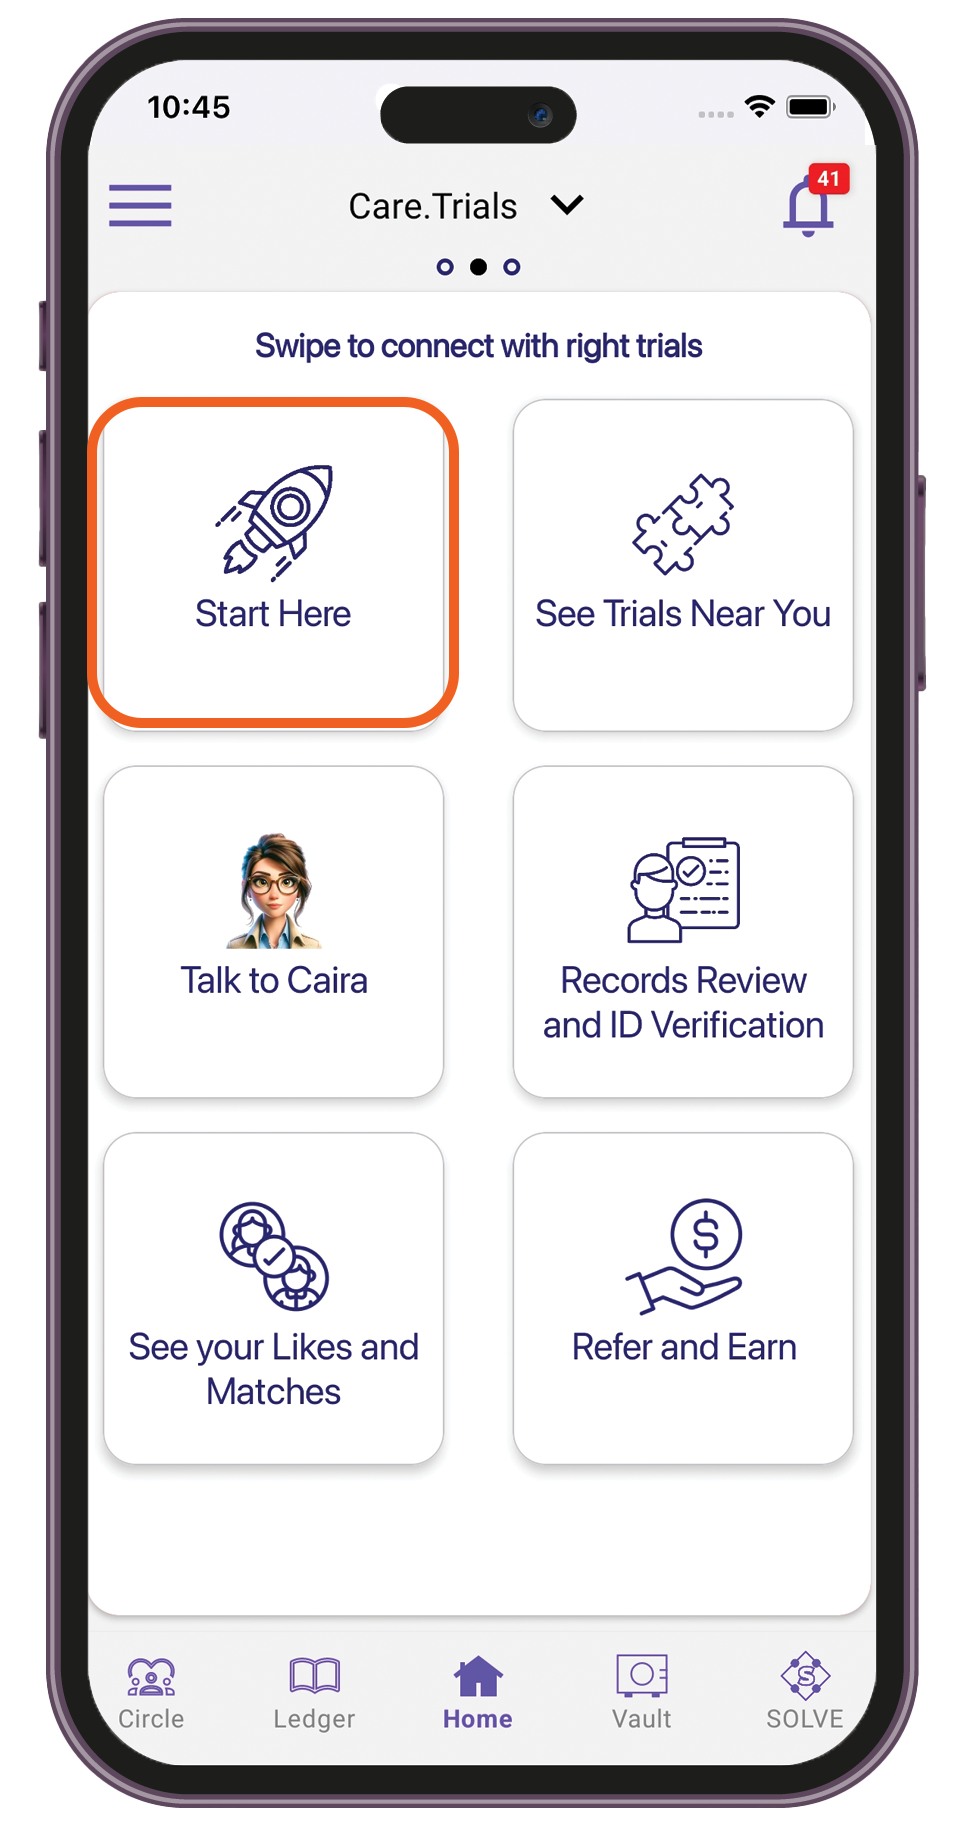 10:45
Care.Trials
41
Swipe to connect with right trials
Start Here
See Trials Near You
Talk to Caira
Records Review
and ID Verification
See your Likes and
Matches
$
Refer and Earn
Circle
Ledger
Home
Vault
S
SOLVE